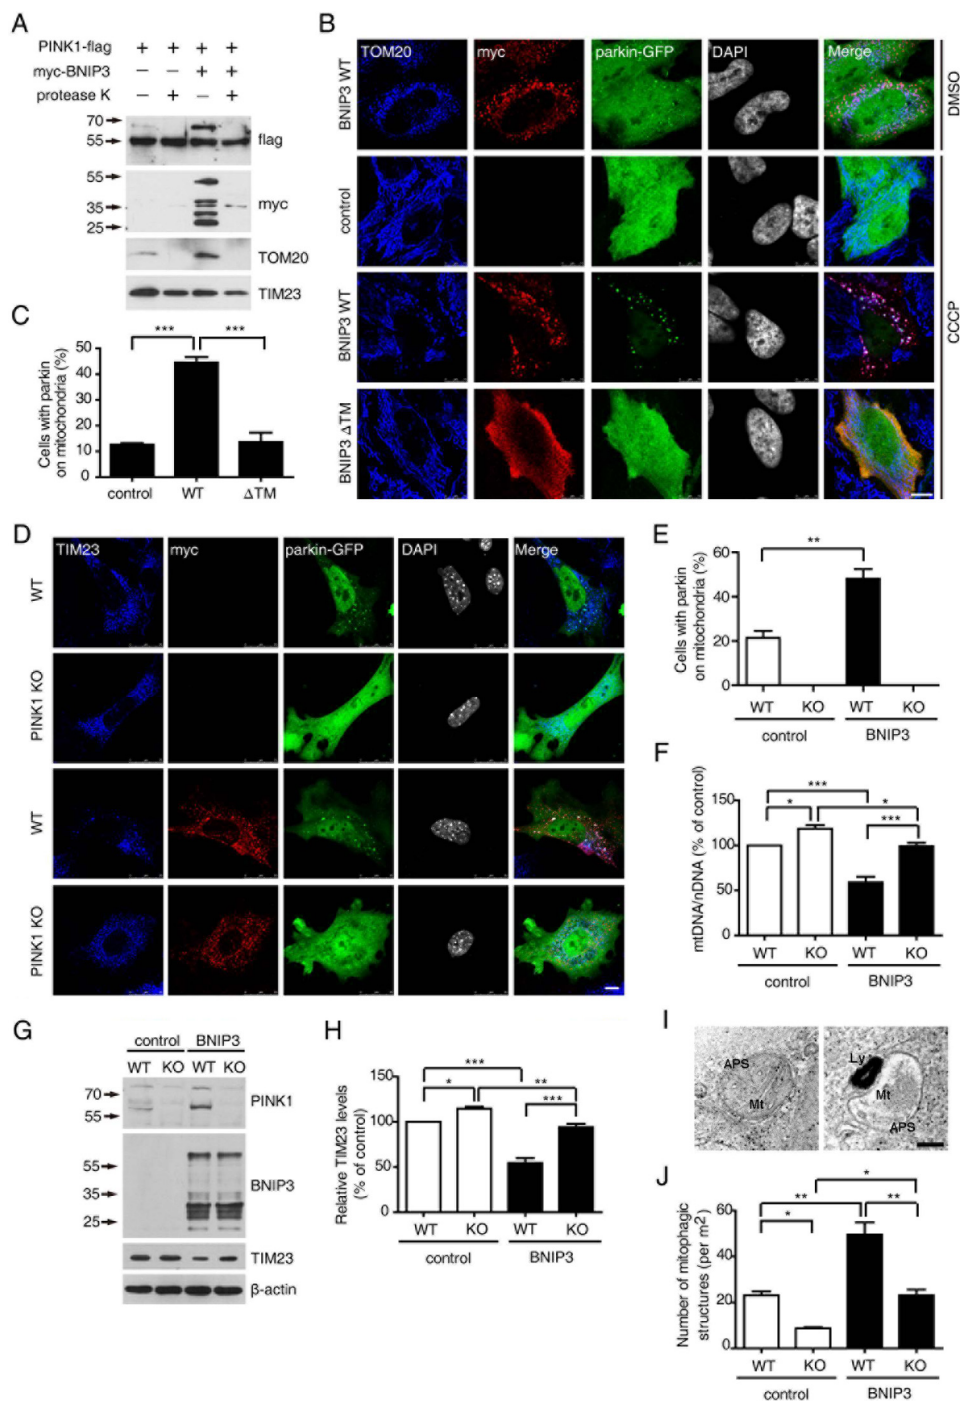 A
PINK1-flag + + + +
myc-BNIP3 – – + +
protease K – + – +
70
55
flag
55
35
25
myc
TOM20
TIM23
B
TOM20 myc parkin-GFP DAPI Merge
BNIP3 WT
control
BNIP3 WT
BNIP3 ΔTM
DMSO
CCCP
C
*** ***
Cells with parkin
on mitochondria (%)
50
40
30
20
10
0
control WT ΔTM
D
TIM23 myc parkin-GFP DAPI Merge
WT
PINK1 KO
WT
PINK1 KO
E
**
Cells with parkin
on mitochondria (%)
60
40
20
0
WT KO WT KO
control BNIP3
F
***
* *
***
mtDNA/nDNA (% of control)
150
100
50
0
WT KO WT KO
control BNIP3
G
control BNIP3
WT KO WT KO
70
55
PINK1
55
35
25
BNIP3
TIM23
β-actin
H
***
* **
***
Relative TIM23 levels
(% of control)
150
100
50
0
WT KO WT KO
control BNIP3
I
APS
Mt
Ly
Mt
APS
J
*
** **
*
Number of mitophagic
structures (per m2)
60
40
20
0
WT KO WT KO
control BNIP3